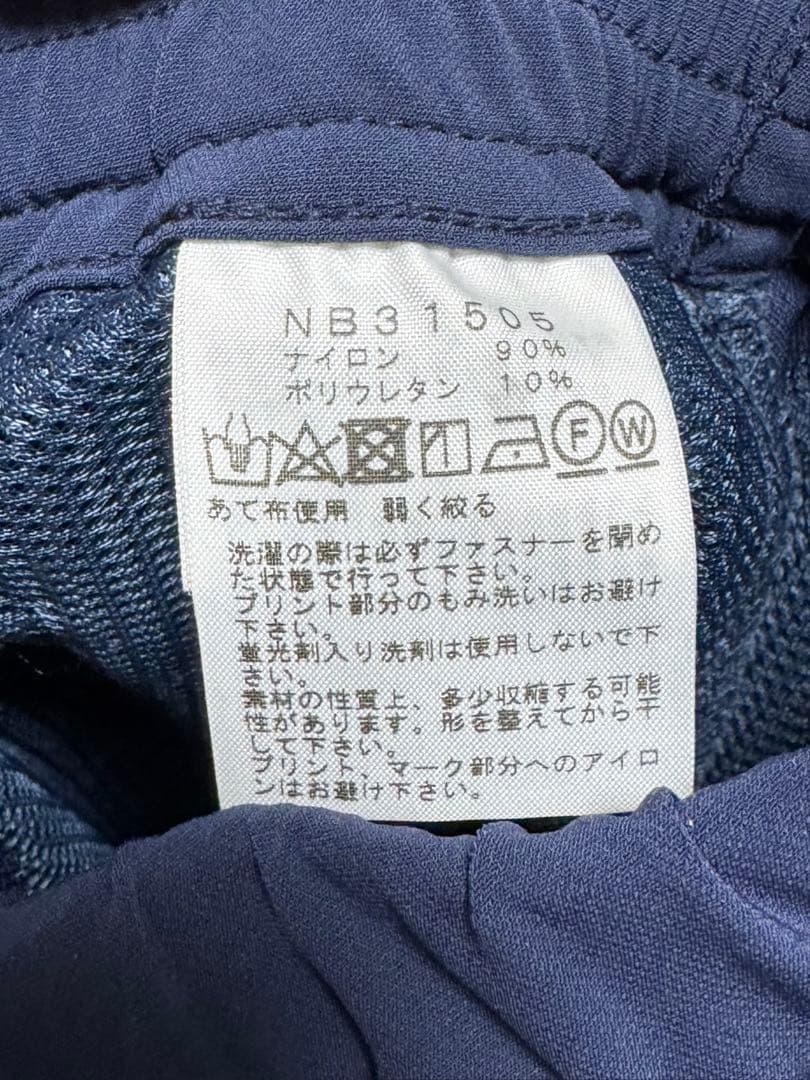 NB31505
ナイロン 90%
ポリウレタン 10%
F W
あて布使用 弱く絞る
洗濯の際は必ずファスナーを閉め
た状態で行って下さい。
プリント部分のもみ洗いはお避け
下さい。
蛍光剤入り洗剤は使用しないで下
さい。
素材の性質上、多少収縮する可能
性があります。形を整えてから干
して下さい。
プリント、マーク部分へのアイロ
ンはお避け下さい。